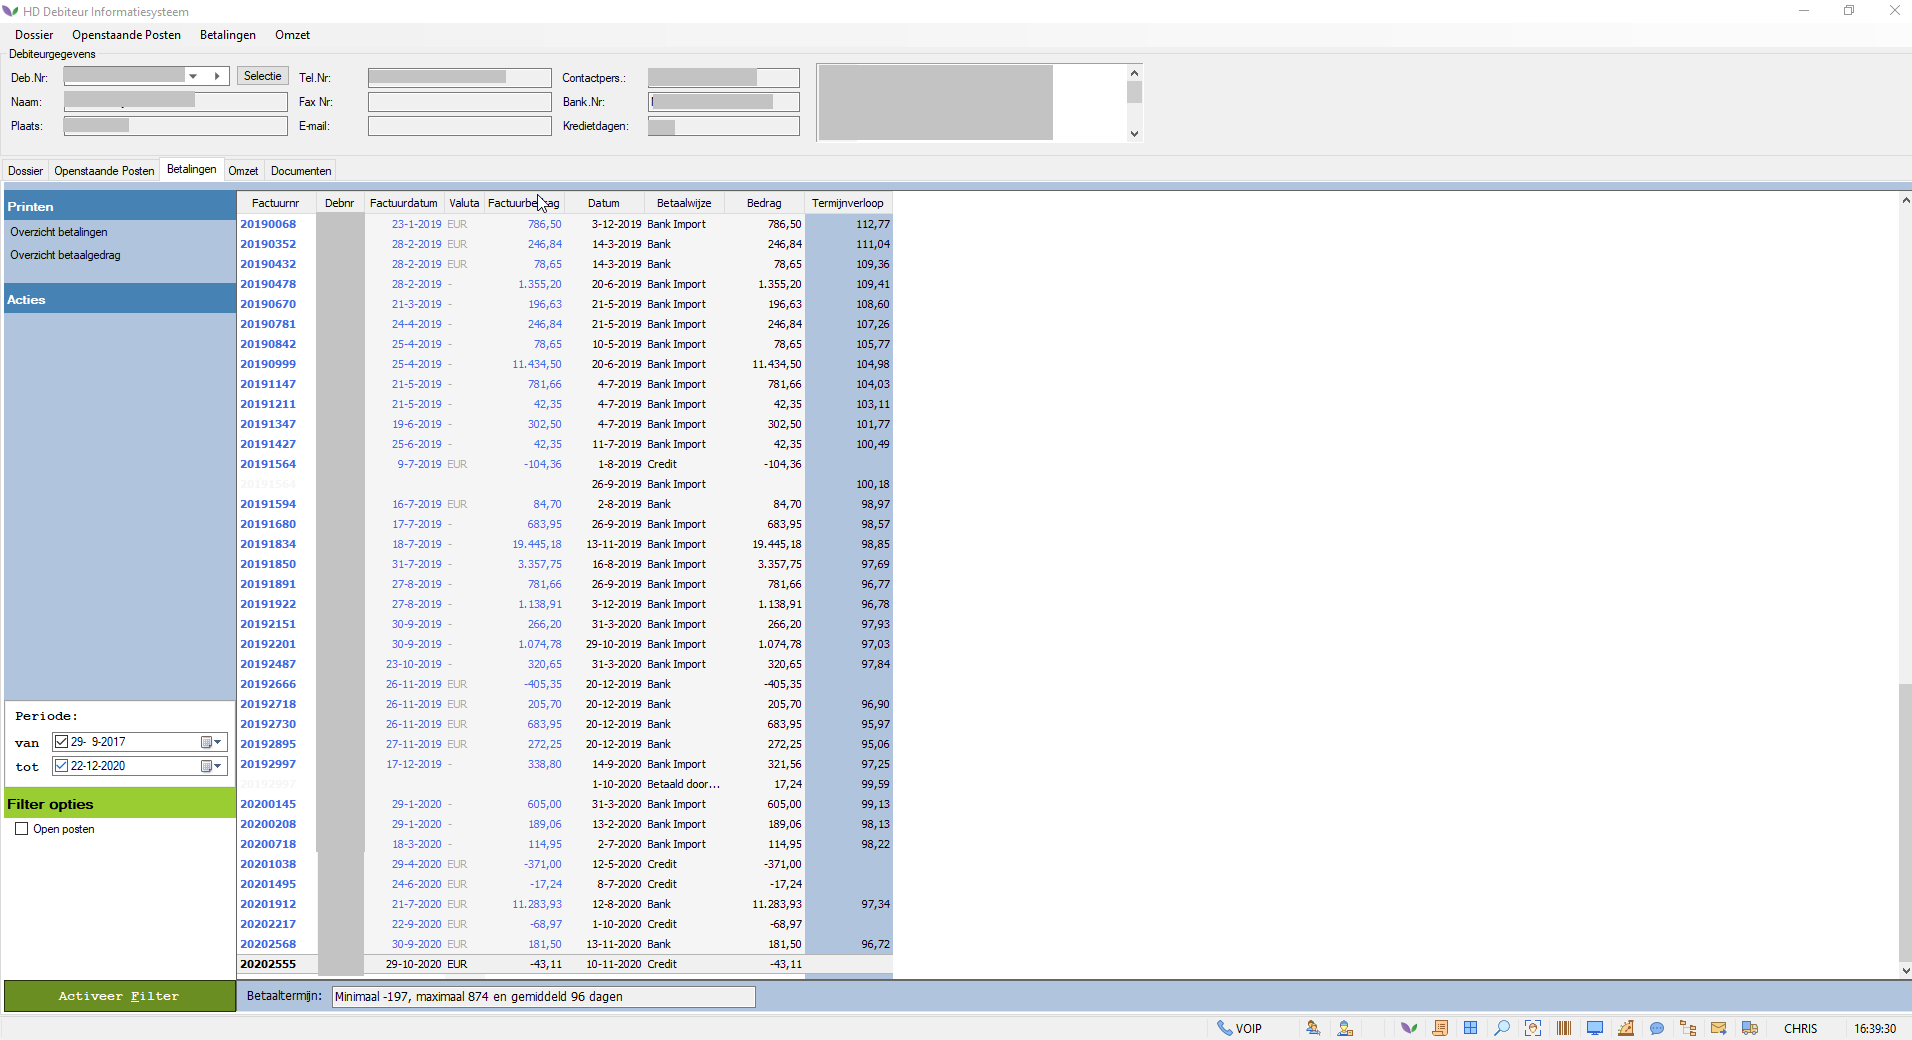 HD Debiteur Informatiesysteem
Dossier Openstaande Posten Betalingen Omzet
Debiteurgegevens
Deb.Nr: Selectie Tel.Nr: Contactpers.:
Naam: Fax Nr: Bank.Nr:
Plaats: E-mail: Kredietdagen:
Dossier Openstaande Posten Betalingen Omzet Documenten
Printen
Overzicht betalingen
Overzicht betaalgedrag
Acties
Periode:
van 29- 9-2017
tot 22-12-2020
Filter opties
Open posten
Activeer Filter
Factuurnr Debnr Factuurdatum Valuta Factuurbedrag Datum Betaalwijze Bedrag Termijnverloop
20190068 23-1-2019 EUR 786,50 3-12-2019 Bank Import 786,50 112,77
20190352 28-2-2019 EUR 246,84 14-3-2019 Bank 246,84 111,04
20190432 28-2-2019 EUR 78,65 14-3-2019 Bank 78,65 109,36
20190478 28-2-2019 - 1.355,20 20-6-2019 Bank Import 1.355,20 109,41
20190670 21-3-2019 - 196,63 21-5-2019 Bank Import 196,63 108,60
20190781 24-4-2019 - 246,84 21-5-2019 Bank Import 246,84 107,26
20190842 25-4-2019 - 78,65 10-5-2019 Bank Import 78,65 105,77
20190999 25-4-2019 - 11.434,50 20-6-2019 Bank Import 11.434,50 104,98
20191147 21-5-2019 - 781,66 4-7-2019 Bank Import 781,66 104,03
20191211 21-5-2019 - 42,35 4-7-2019 Bank Import 42,35 103,11
20191347 19-6-2019 - 302,50 4-7-2019 Bank Import 302,50 101,77
20191427 25-6-2019 - 42,35 11-7-2019 Bank Import 42,35 100,49
20191564 9-7-2019 EUR -104,36 1-8-2019 Credit -104,36
20191564 26-9-2019 Bank Import 100,18
20191594 16-7-2019 EUR 84,70 2-8-2019 Bank 84,70 98,97
20191680 17-7-2019 - 683,95 26-9-2019 Bank Import 683,95 98,57
20191834 18-7-2019 - 19.445,18 13-11-2019 Bank Import 19.445,18 98,85
20191850 31-7-2019 - 3.357,75 16-8-2019 Bank Import 3.357,75 97,69
20191891 27-8-2019 - 781,66 26-9-2019 Bank Import 781,66 96,77
20191922 27-8-2019 - 1.138,91 3-12-2019 Bank Import 1.138,91 96,78
20192151 30-9-2019 - 266,20 31-3-2020 Bank Import 266,20 97,93
20192201 30-9-2019 - 1.074,78 29-10-2019 Bank Import 1.074,78 97,03
20192487 23-10-2019 - 320,65 31-3-2020 Bank Import 320,65 97,84
20192666 26-11-2019 EUR -405,35 20-12-2019 Bank -405,35
20192718 26-11-2019 EUR 205,70 20-12-2019 Bank 205,70 96,90
20192730 26-11-2019 EUR 683,95 20-12-2019 Bank 683,95 95,97
20192895 27-11-2019 EUR 272,25 20-12-2019 Bank 272,25 95,06
20192997 17-12-2019 - 338,80 14-9-2020 Bank Import 321,56 97,25
20192997 1-10-2020 Betaald door... 17,24 99,59
20200145 29-1-2020 - 605,00 31-3-2020 Bank Import 605,00 99,13
20200208 29-1-2020 - 189,06 13-2-2020 Bank Import 189,06 98,13
20200718 18-3-2020 - 114,95 2-7-2020 Bank Import 114,95 98,22
20201038 29-4-2020 EUR -371,00 12-5-2020 Credit -371,00
20201495 24-6-2020 EUR -17,24 8-7-2020 Credit -17,24
20201912 21-7-2020 EUR 11.283,93 12-8-2020 Bank 11.283,93 97,34
20202217 22-9-2020 EUR -68,97 1-10-2020 Credit -68,97
20202568 30-9-2020 EUR 181,50 13-11-2020 Bank 181,50 96,72
20202555 29-10-2020 EUR -43,11 10-11-2020 Credit -43,11
Betaaltermijn: Minimaal -197, maximaal 874 en gemiddeld 96 dagen
VOIP CHRIS 16:39:30